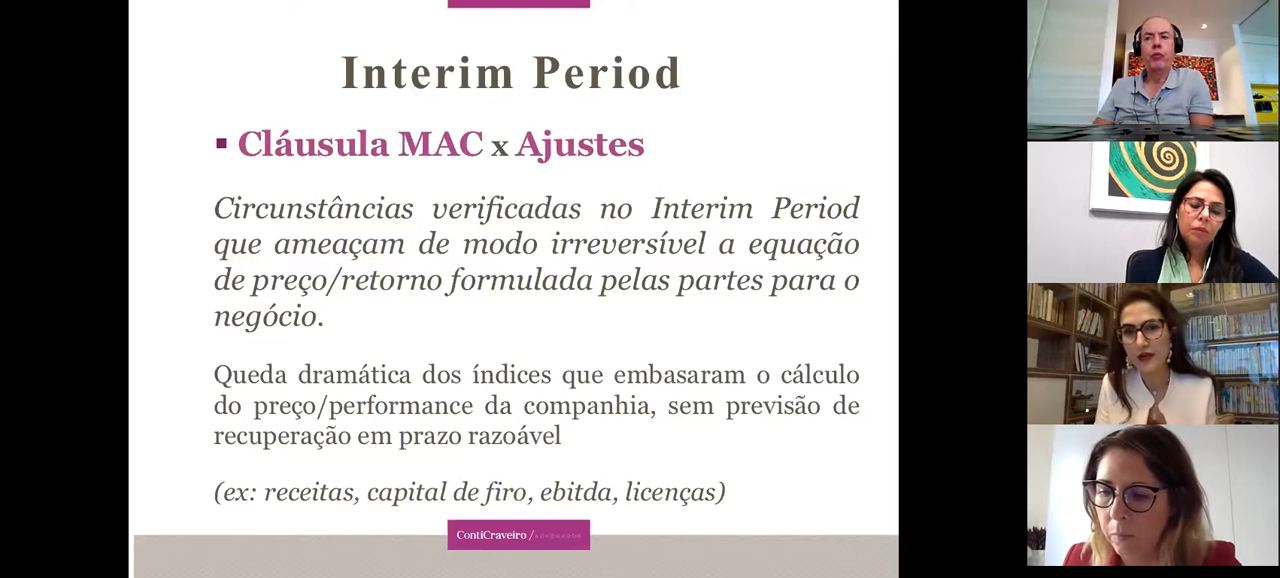 Interim Period
▪ Cláusula MAC x Ajustes
Circunstâncias verificadas no Interim Period
que ameaçam de modo irreversível a equação
de preço/retorno formulada pelas partes para o
negócio.
Queda dramática dos índices que embasaram o cálculo
do preço/performance da companhia, sem previsão de
recuperação em prazo razoável
(ex: receitas, capital de firo, ebitda, licenças)
ContiCraveiro / ADVOGADOS